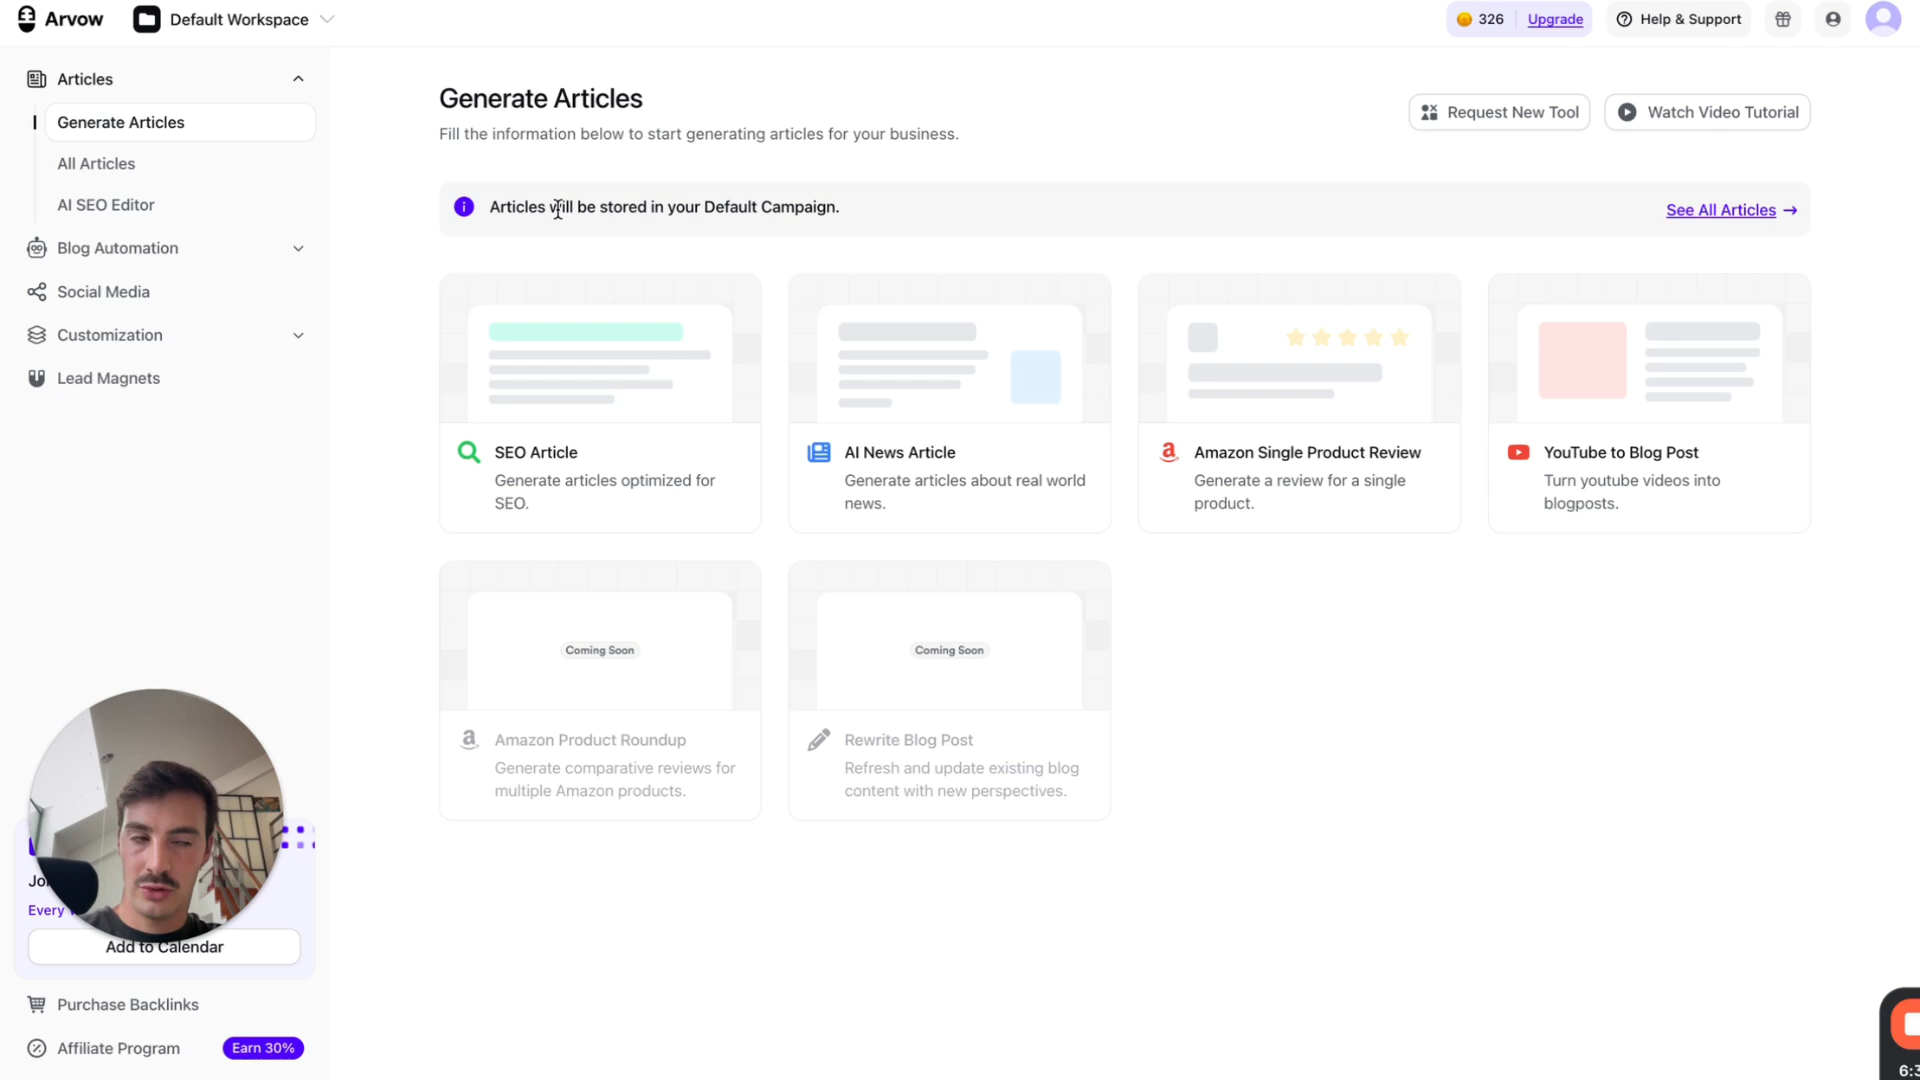 Arvow
Default Workspace
326
Upgrade
Help & Support
Articles
Generate Articles
All Articles
AI SEO Editor
Blog Automation
Social Media
Customization
Lead Magnets
Every
Add to Calendar
Purchase Backlinks
Affiliate Program
Earn 30%
Generate Articles
Fill the information below to start generating articles for your business.
Request New Tool
Watch Video Tutorial
Articles will be stored in your Default Campaign.
See All Articles →
SEO Article
Generate articles optimized for
SEO.
AI News Article
Generate articles about real world
news.
Amazon Single Product Review
Generate a review for a single
product.
YouTube to Blog Post
Turn youtube videos into
blogposts.
Coming Soon
Amazon Product Roundup
Generate comparative reviews for
multiple Amazon products.
Coming Soon
Rewrite Blog Post
Refresh and update existing blog
content with new perspectives.